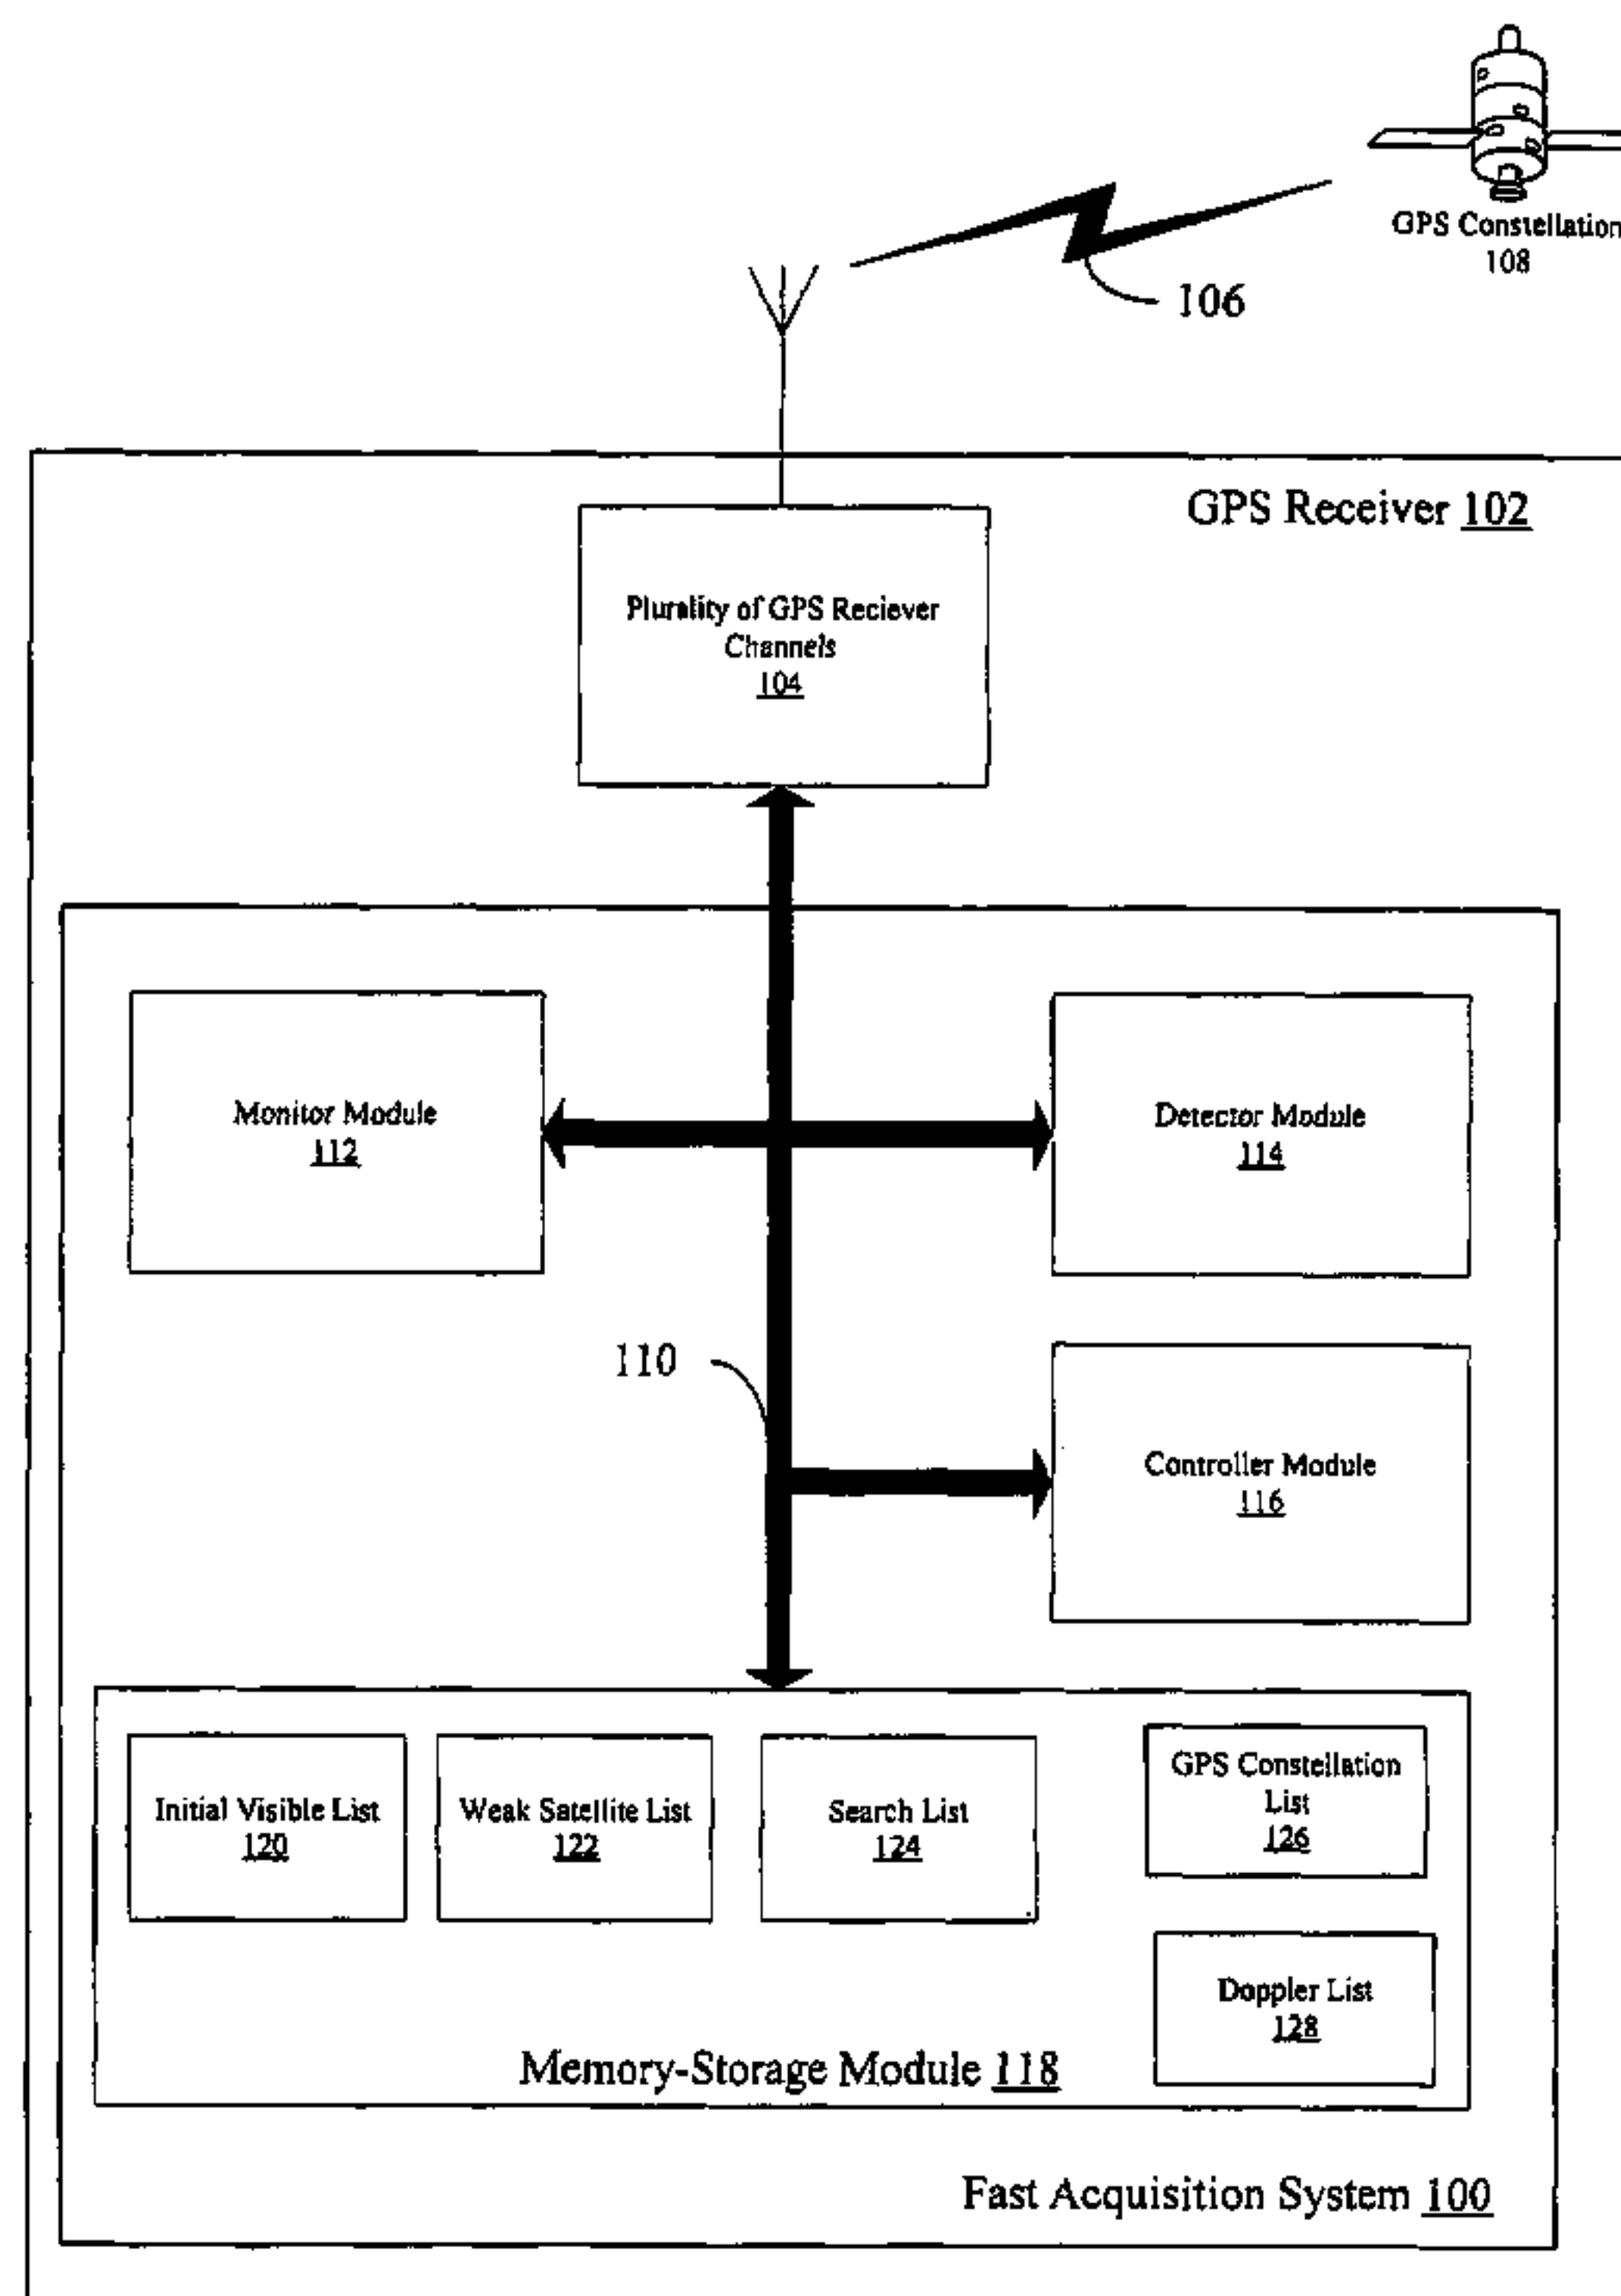 GPS Constellation
108
106
GPS Receiver 102
Plurality of GPS Reciever
Channels
104
Monitor Module
112
Detector Module
114
110
Controller Module
116
Initial Visible List
120
Weak Satellite List
122
Search List
124
GPS Constellation
List
126
Doppler List
128
Memory-Storage Module 118
Fast Acquisition System 100